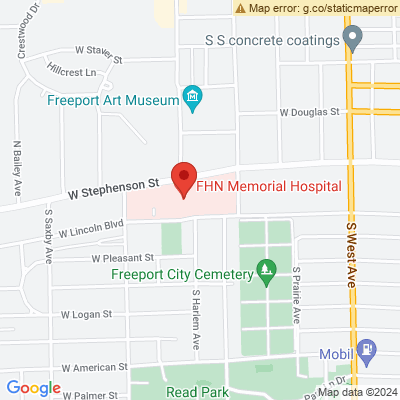 Map error: g.co/staticmaperror
Crestwood Dr
W Staver St
S S concrete coatings
Hillcrest Ln
Freeport Art Museum
W Douglas St
N Bailey Ave
W Stephenson St
FHN Memorial Hospital
S Saxby Ave
W Lincoln Blvd
S West Ave
W Pleasant St
Freeport City Cemetery
S Harlem Ave
S Prairie Ave
W Logan St
Mobil
W American St
Read Park
W Palmer St
Google
Map data ©2024